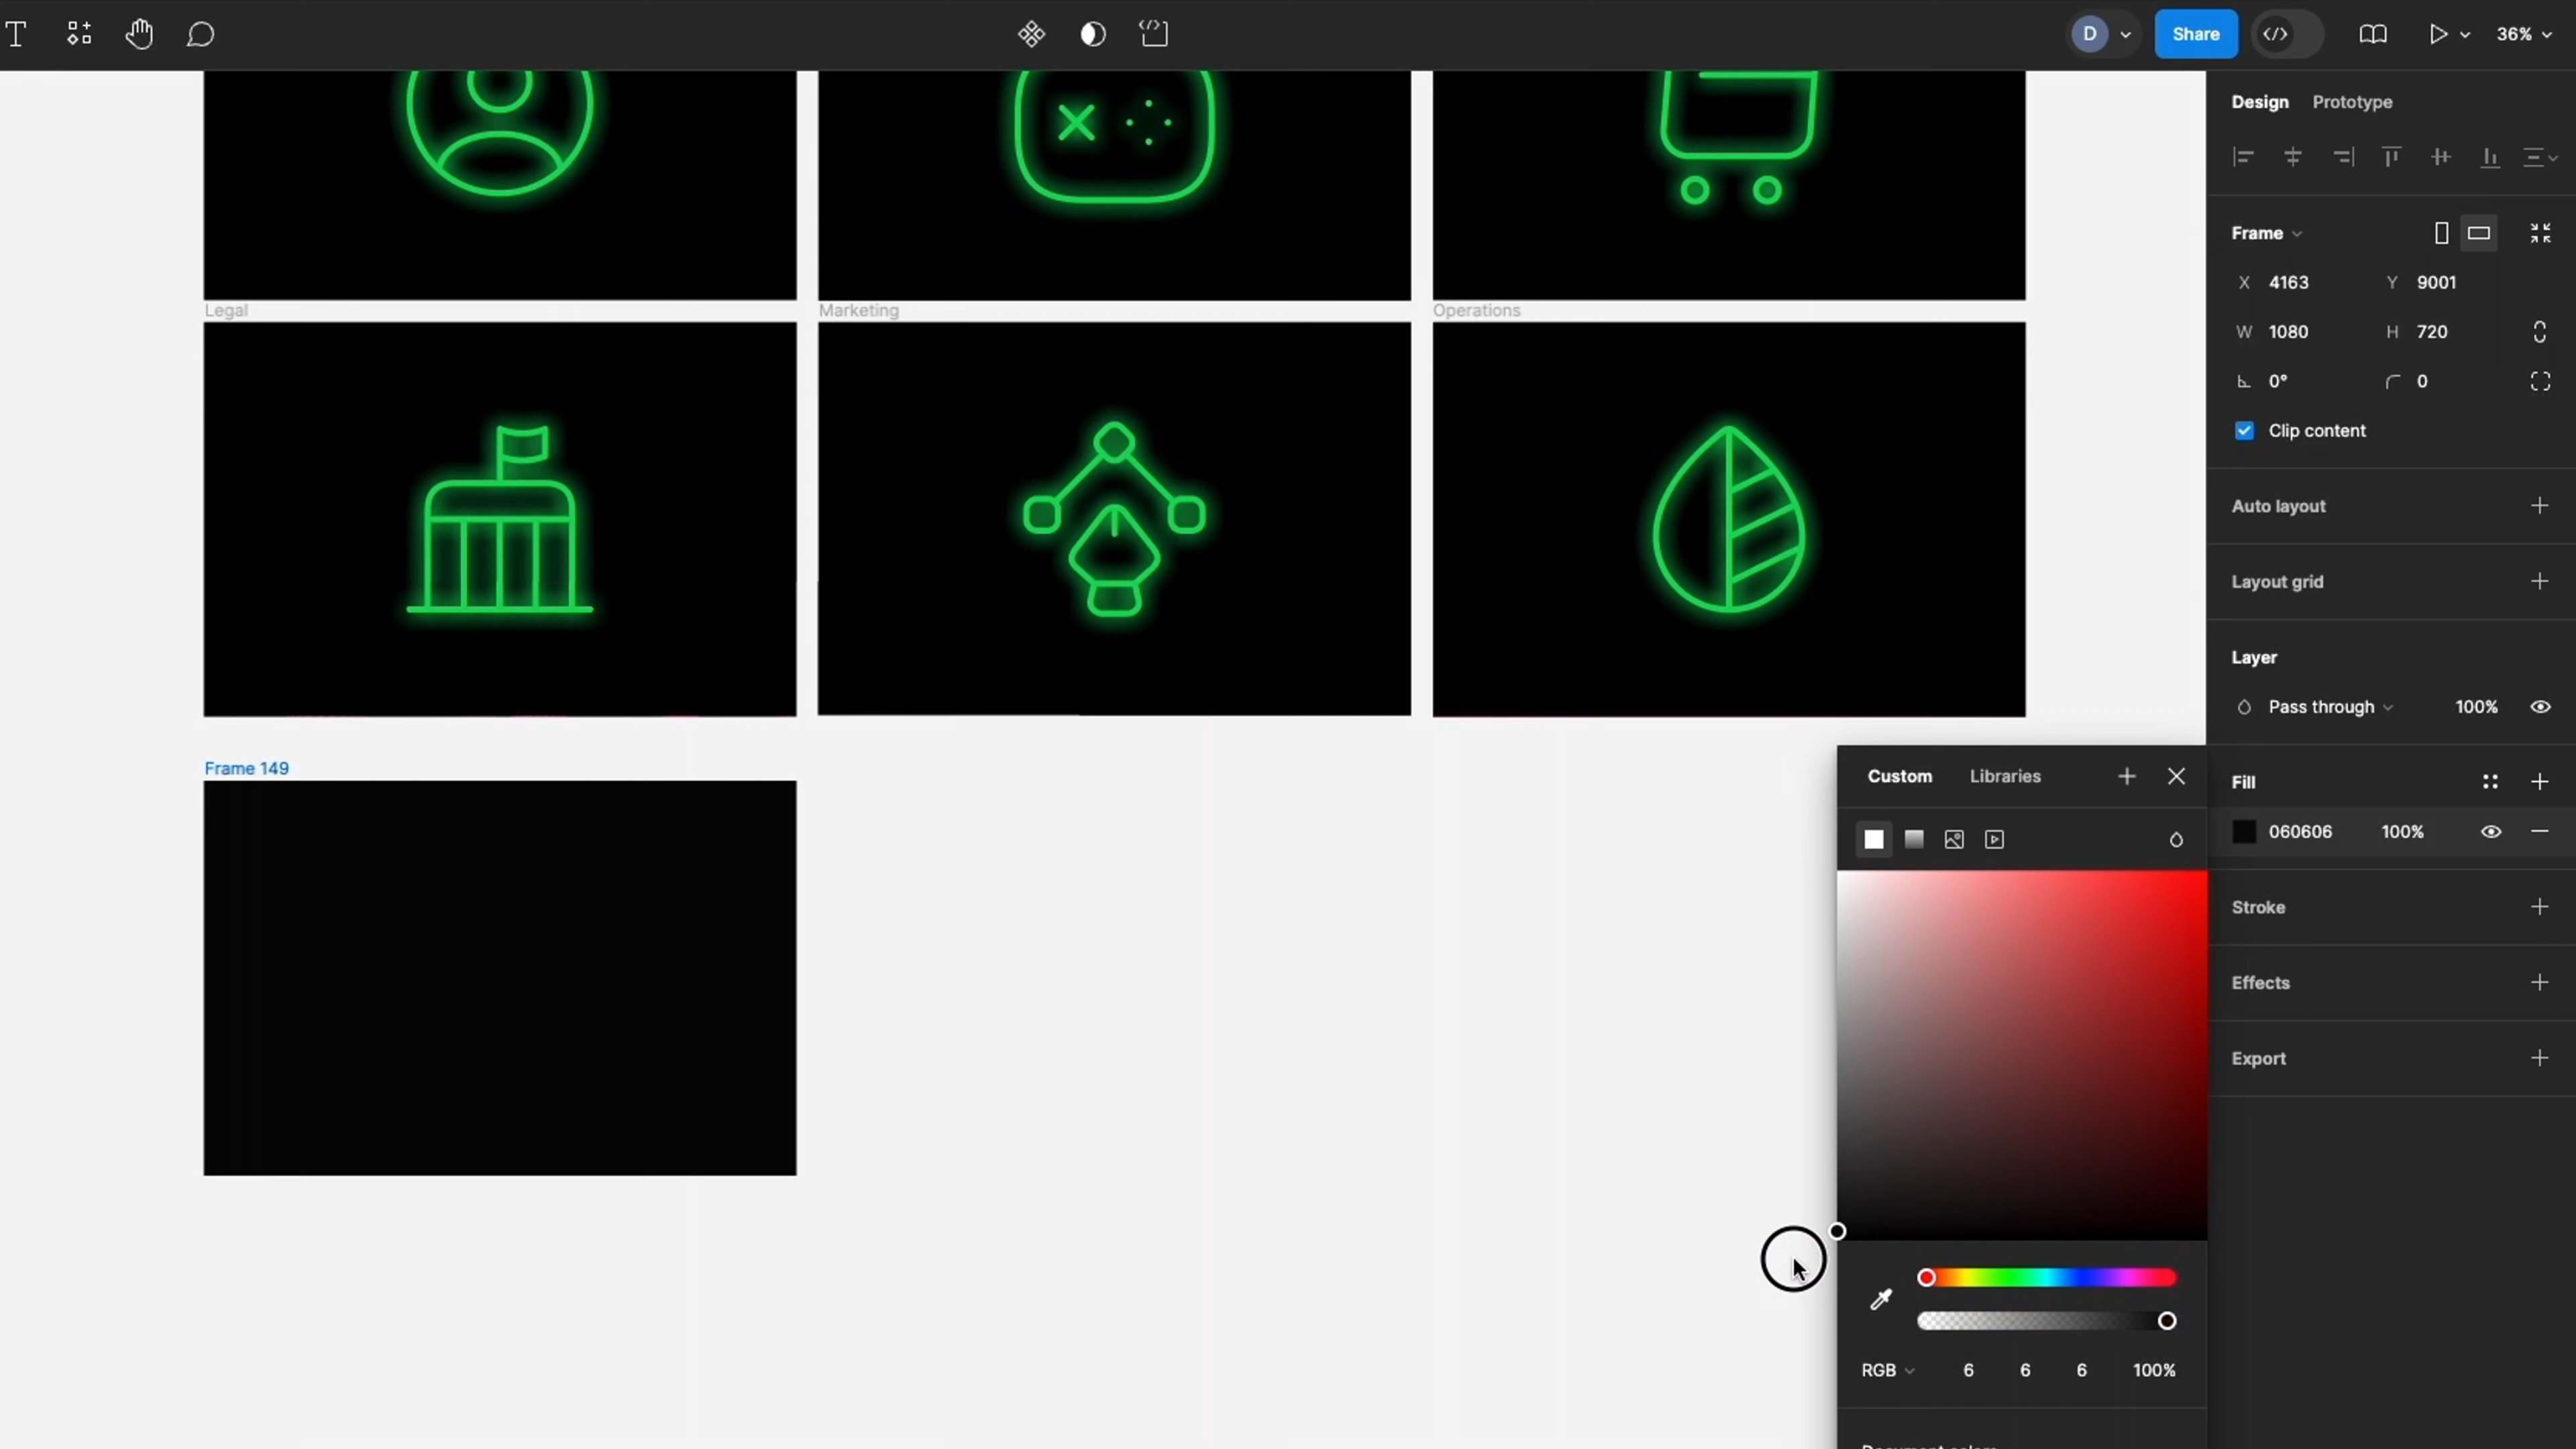 D
Share
36%
Design
Prototype
Frame
X 4163
Y 9001
W 1080
H 720
0°
0
Clip content
Legal
Marketing
Operations
Auto layout
Layout grid
Layer
Pass through
100%
Frame 149
Custom
Libraries
Fill
060606
100%
Stroke
Effects
Export
RGB
6
6
6
100%
Document colors